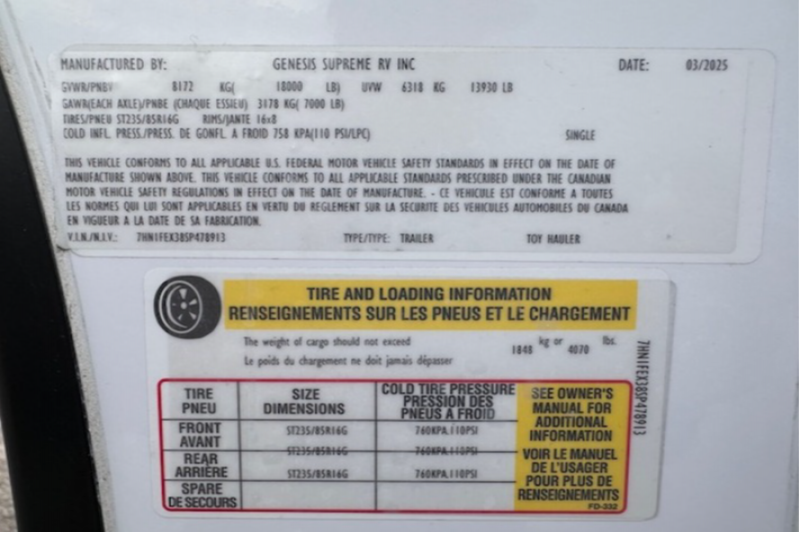 MANUFACTURED BY: GENESIS SUPREME RV INC DATE: 03/2025
GVWR/PNBV 8172 KG( 18000 LB) UVW 6318 KG 13930 LB
GAWR(EACH AXLE)/PNBE (CHAQUE ESSIEU) 3178 KG( 7000 LB)
TIRES/PNEU ST235/85R16G RIMS/JANTE 16x8
COLD INFL. PRESS/PRESS. DE GONFL. A FROID 758 KPA(110 PSI/LPC) SINGLE
THIS VEHICLE CONFORMS TO ALL APPLICABLE U.S. FEDERAL MOTOR VEHICLE SAFETY STANDARDS IN EFFECT ON THE DATE OF
MANUFACTURE SHOWN ABOVE. THIS VEHICLE CONFORMS TO ALL APPLICABLE STANDARDS PRESCRIBED UNDER THE CANADIAN
MOTOR VEHICLE SAFETY REGULATIONS IN EFFECT ON THE DATE OF MANUFACTURE. - CE VEHICULE EST CONFORME A TOUTES
LES NORMES QUI LUI SONT APPLICABLES EN VERTU DU REGLEMENT SUR LA SECURITE DES VEHICULES AUTOMOBILES DU CANADA
EN VIGUEUR A LA DATE DE SA FABRICATION.
V.I.N./N.I.V.: 7HN1FEX38SP478913 TYPE/TYPE: TRAILER TOY HAULER
TIRE AND LOADING INFORMATION
RENSEIGNEMENTS SUR LES PNEUS ET LE CHARGEMENT
The weight of cargo should not exceed
Le poids du chargement ne doit jamais dépasser
1848 kg or 4070 lbs.
7HN1FEX38SP478913
TIRE
PNEU
SIZE
DIMENSIONS
COLD TIRE PRESSURE
PRESSION DES
PNEUS A FROID
SEE OWNER'S
MANUAL FOR
ADDITIONAL
INFORMATION
VOIR LE MANUEL
DE L'USAGER
POUR PLUS DE
RENSEIGNEMENTS
FD-332
FRONT
AVANT
ST235/85R16G 760KPA,110PSI
ST235/85R16G 760KPA,110PSI
REAR
ARRIÈRE
ST235/85R16G 760KPA,110PSI
SPARE
DE SECOURS